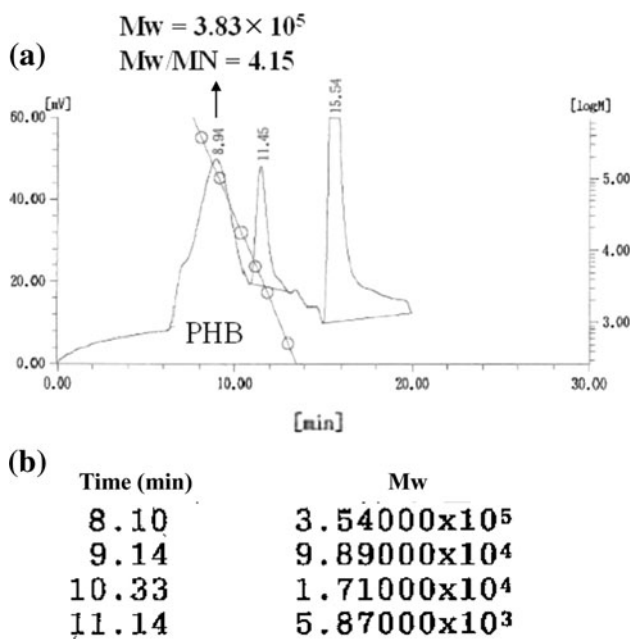 Mw = 3.83× 10⁵
(a)
Mw/MN = 4.15
[mV]
[logM]
60.00
8.94
11.45
15.54
5.00
40.00
4.00
20.00
PHB
3.00
0.00
0.00
10.00
20.00
30.00
[min]
(b)
Time (min) Mw
8.10 3.54000x10⁵
9.14 9.89000x10⁴
10.33 1.71000x10⁴
11.14 5.87000x10³